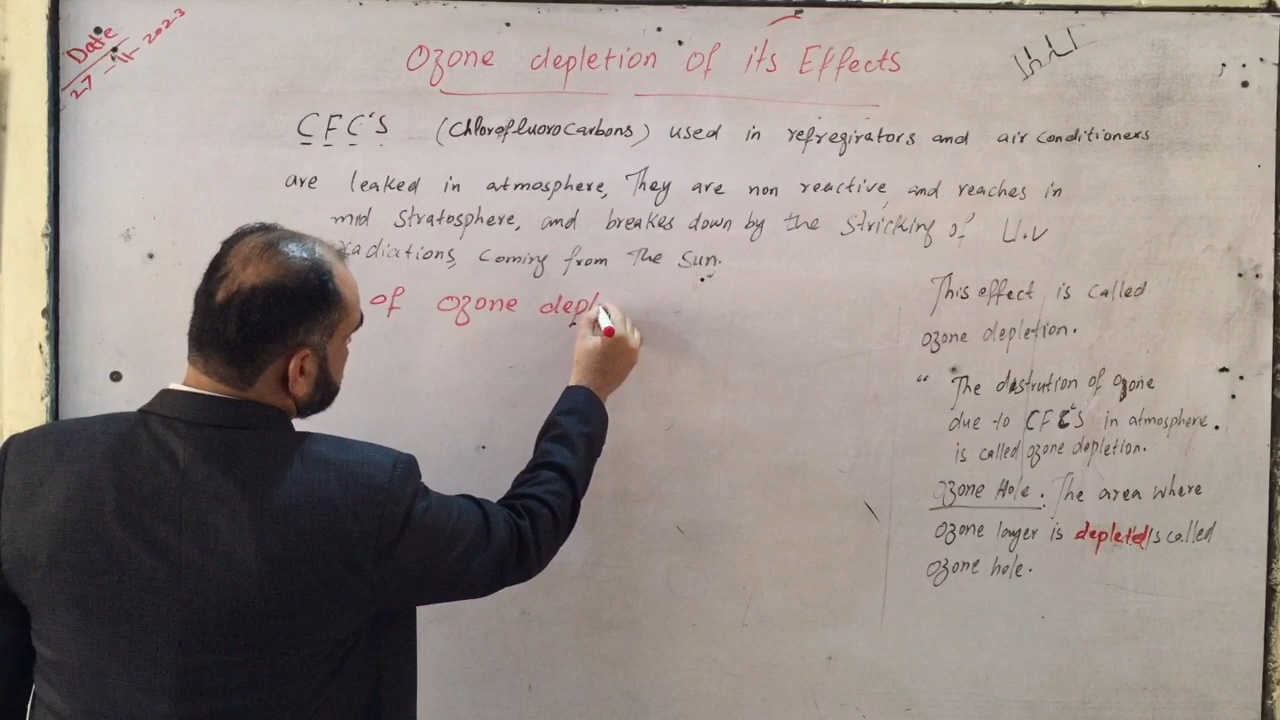 Date
27-11-2023
Ozone depletion of its Effects
CFC's (Chlorofluorocarbons) used in refregirators and air conditioners
are leaked in atmosphere, They are non reactive and reaches in
mid stratosphere, and breakes down by the stricking of U.V
radiations, coming from the Sun.
of ozone depl
This effect is called
ozone depletion.
" The distrution of ozone
due to CFC'S in atmosphere.
is called ozone depletion.
Ozone Hole. The area where
ozone layer is depleted is called
ozone hole.